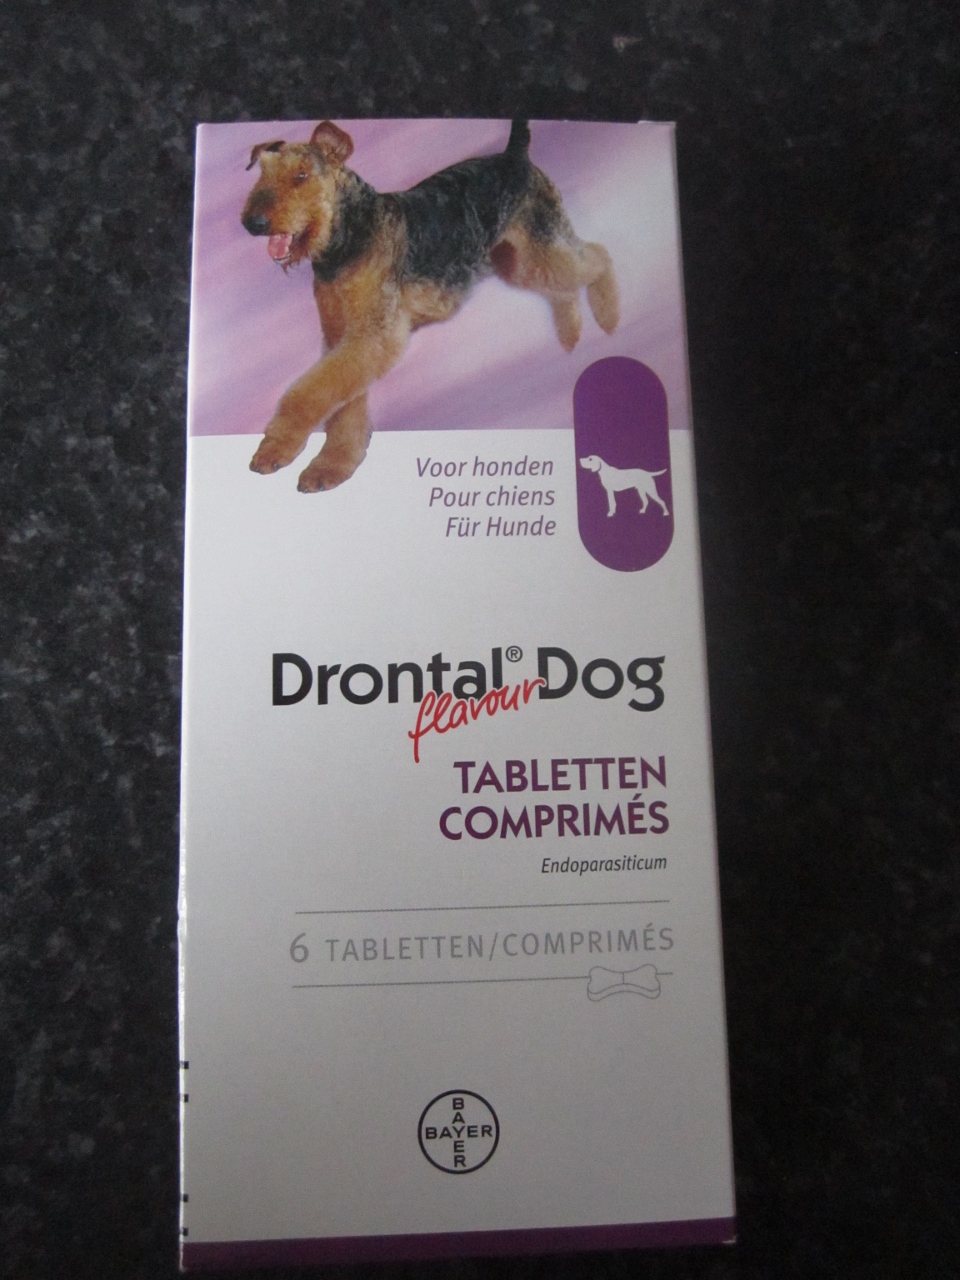 Voor honden
Pour chiens
Für Hunde
Drontal® Dog
flavour
TABLETTEN
COMPRIMÉS
Endoparasiticum
6 TABLETTEN/COMPRIMÉS
BAYER
BAYER